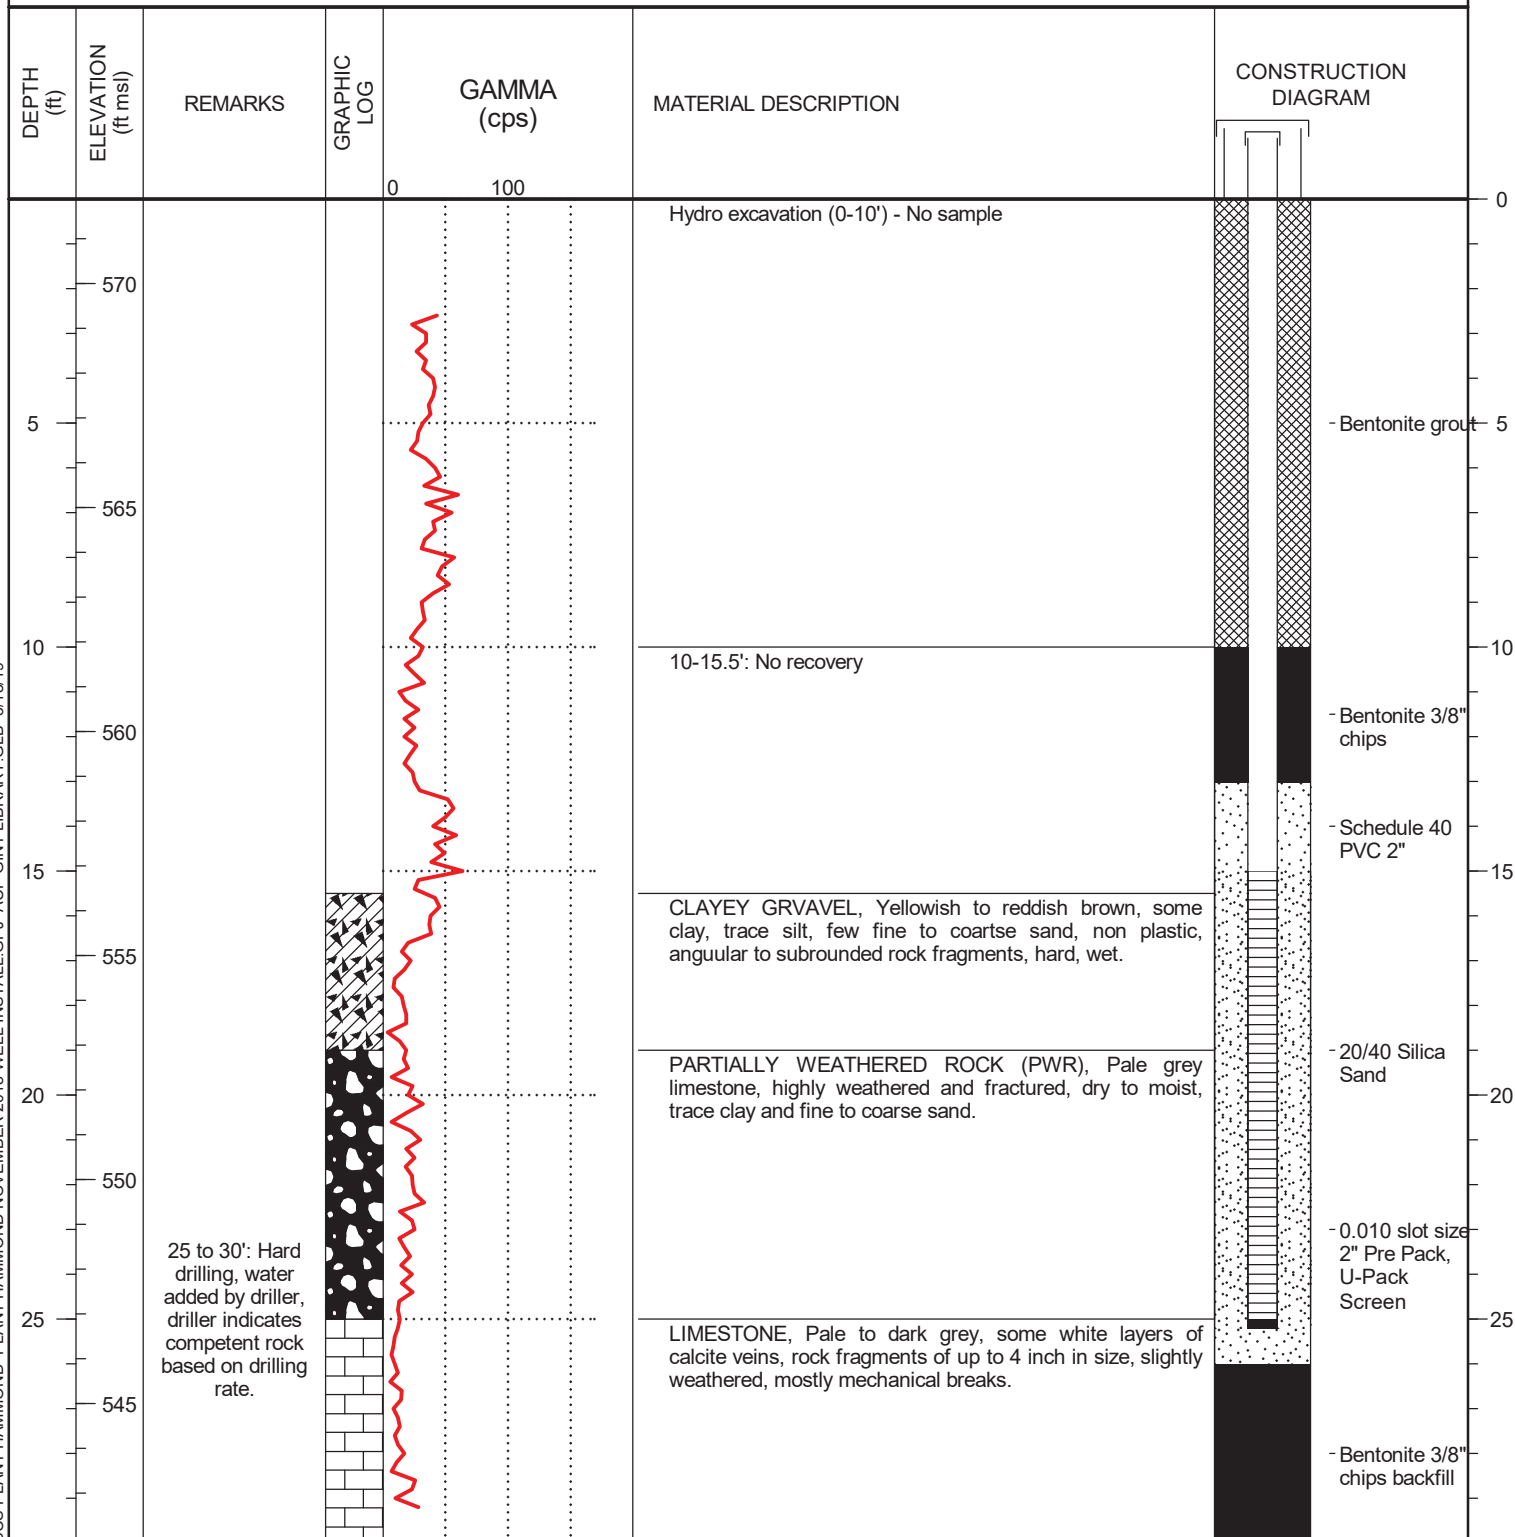 DEPTH
(ft)
ELEVATION
(ft msl)
REMARKS
GRAPHIC
LOG
GAMMA
(cps)
0 100
MATERIAL DESCRIPTION
CONSTRUCTION
DIAGRAM
0
Hydro excavation (0-10') - No sample
570
5
Bentonite grout
5
565
10
10-15.5': No recovery
10
560
Bentonite 3/8"
chips
Schedule 40
PVC 2"
15
15
CLAYEY GRVAVEL, Yellowish to reddish brown, some
clay, trace silt, few fine to coartse sand, non plastic,
anguular to subrounded rock fragments, hard, wet.
555
PARTIALLY WEATHERED ROCK (PWR), Pale grey
limestone, highly weathered and fractured, dry to moist,
trace clay and fine to coarse sand.
20/40 Silica
Sand
20
20
550
25 to 30': Hard
drilling, water
added by driller,
driller indicates
competent rock
based on drilling
rate.
0.010 slot size
2" Pre Pack,
U-Pack
Screen
25
25
LIMESTONE, Pale to dark grey, some white layers of
calcite veins, rock fragments of up to 4 inch in size, slightly
weathered, mostly mechanical breaks.
545
Bentonite 3/8"
chips backfill